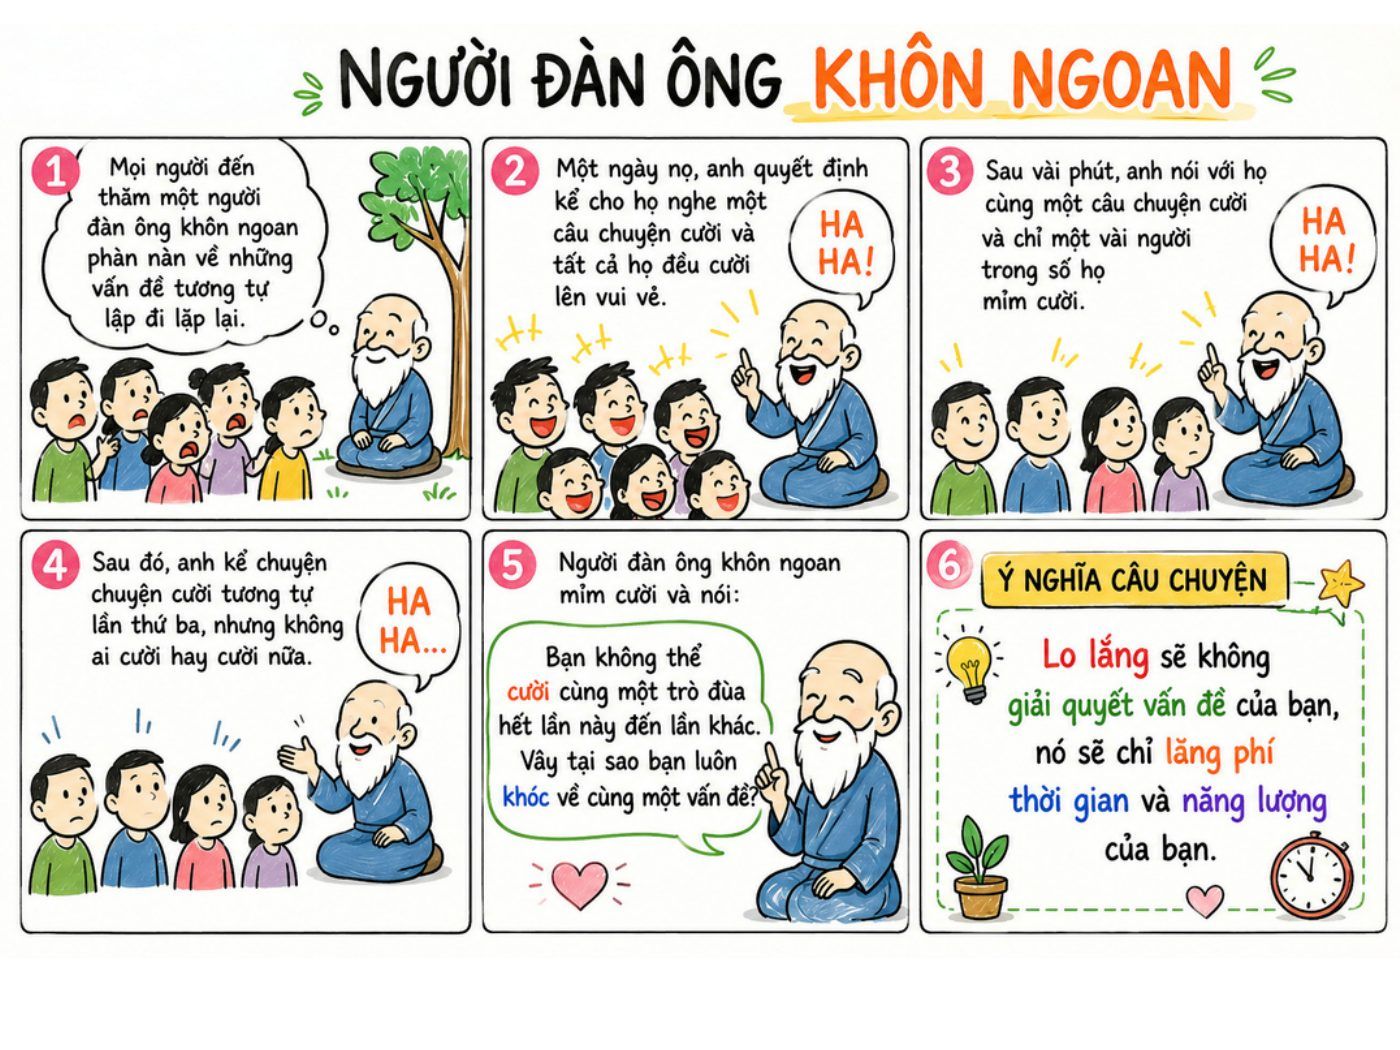 NGƯỜI ĐÀN ÔNG KHÔN NGOAN
1
Mọi người đến
thăm một người
đàn ông khôn ngoan
phàn nàn về những
vấn đề tương tự
lập đi lặp lại.
2
Một ngày nọ, anh quyết định
kể cho họ nghe một
câu chuyện cười và
tất cả họ đều cười
lên vui vẻ.
HA
HA!
3
Sau vài phút, anh nói với họ
cùng một câu chuyện cười
và chỉ một vài người
trong số họ
mỉm cười.
HA
HA!
4
Sau đó, anh kể chuyện
chuyện cười tương tự
lần thứ ba, nhưng không
ai cười hay cười nữa.
HA
HA...
5
Người đàn ông khôn ngoan
mỉm cười và nói:
Bạn không thể
cười cùng một trò đùa
hết lần này đến lần khác.
Vây tại sao bạn luôn
khóc về cùng một vấn đề?
6
Ý NGHĨA CÂU CHUYỆN
Lo lắng sẽ không
giải quyết vấn đề của bạn,
nó sẽ chỉ lăng phí
thời gian và năng lượng
của bạn.